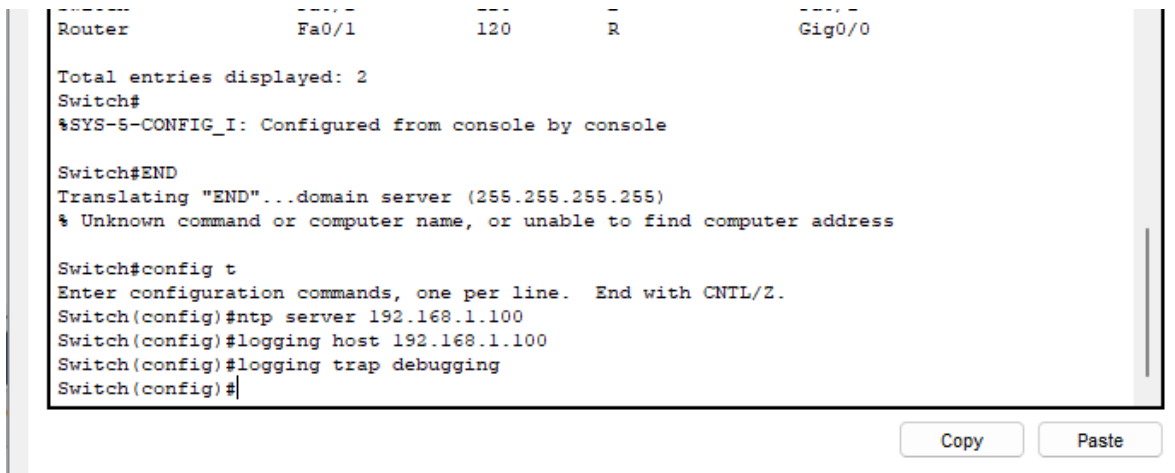 Router Fa0/1 120 R Gig0/0
Total entries displayed: 2
Switch#
%SYS-5-CONFIG_I: Configured from console by console
Switch#END
Translating "END"...domain server (255.255.255.255)
% Unknown command or computer name, or unable to find computer address
Switch#config t
Enter configuration commands, one per line.  End with CNTL/Z.
Switch(config)#ntp server 192.168.1.100
Switch(config)#logging host 192.168.1.100
Switch(config)#logging trap debugging
Switch(config)#
Copy Paste